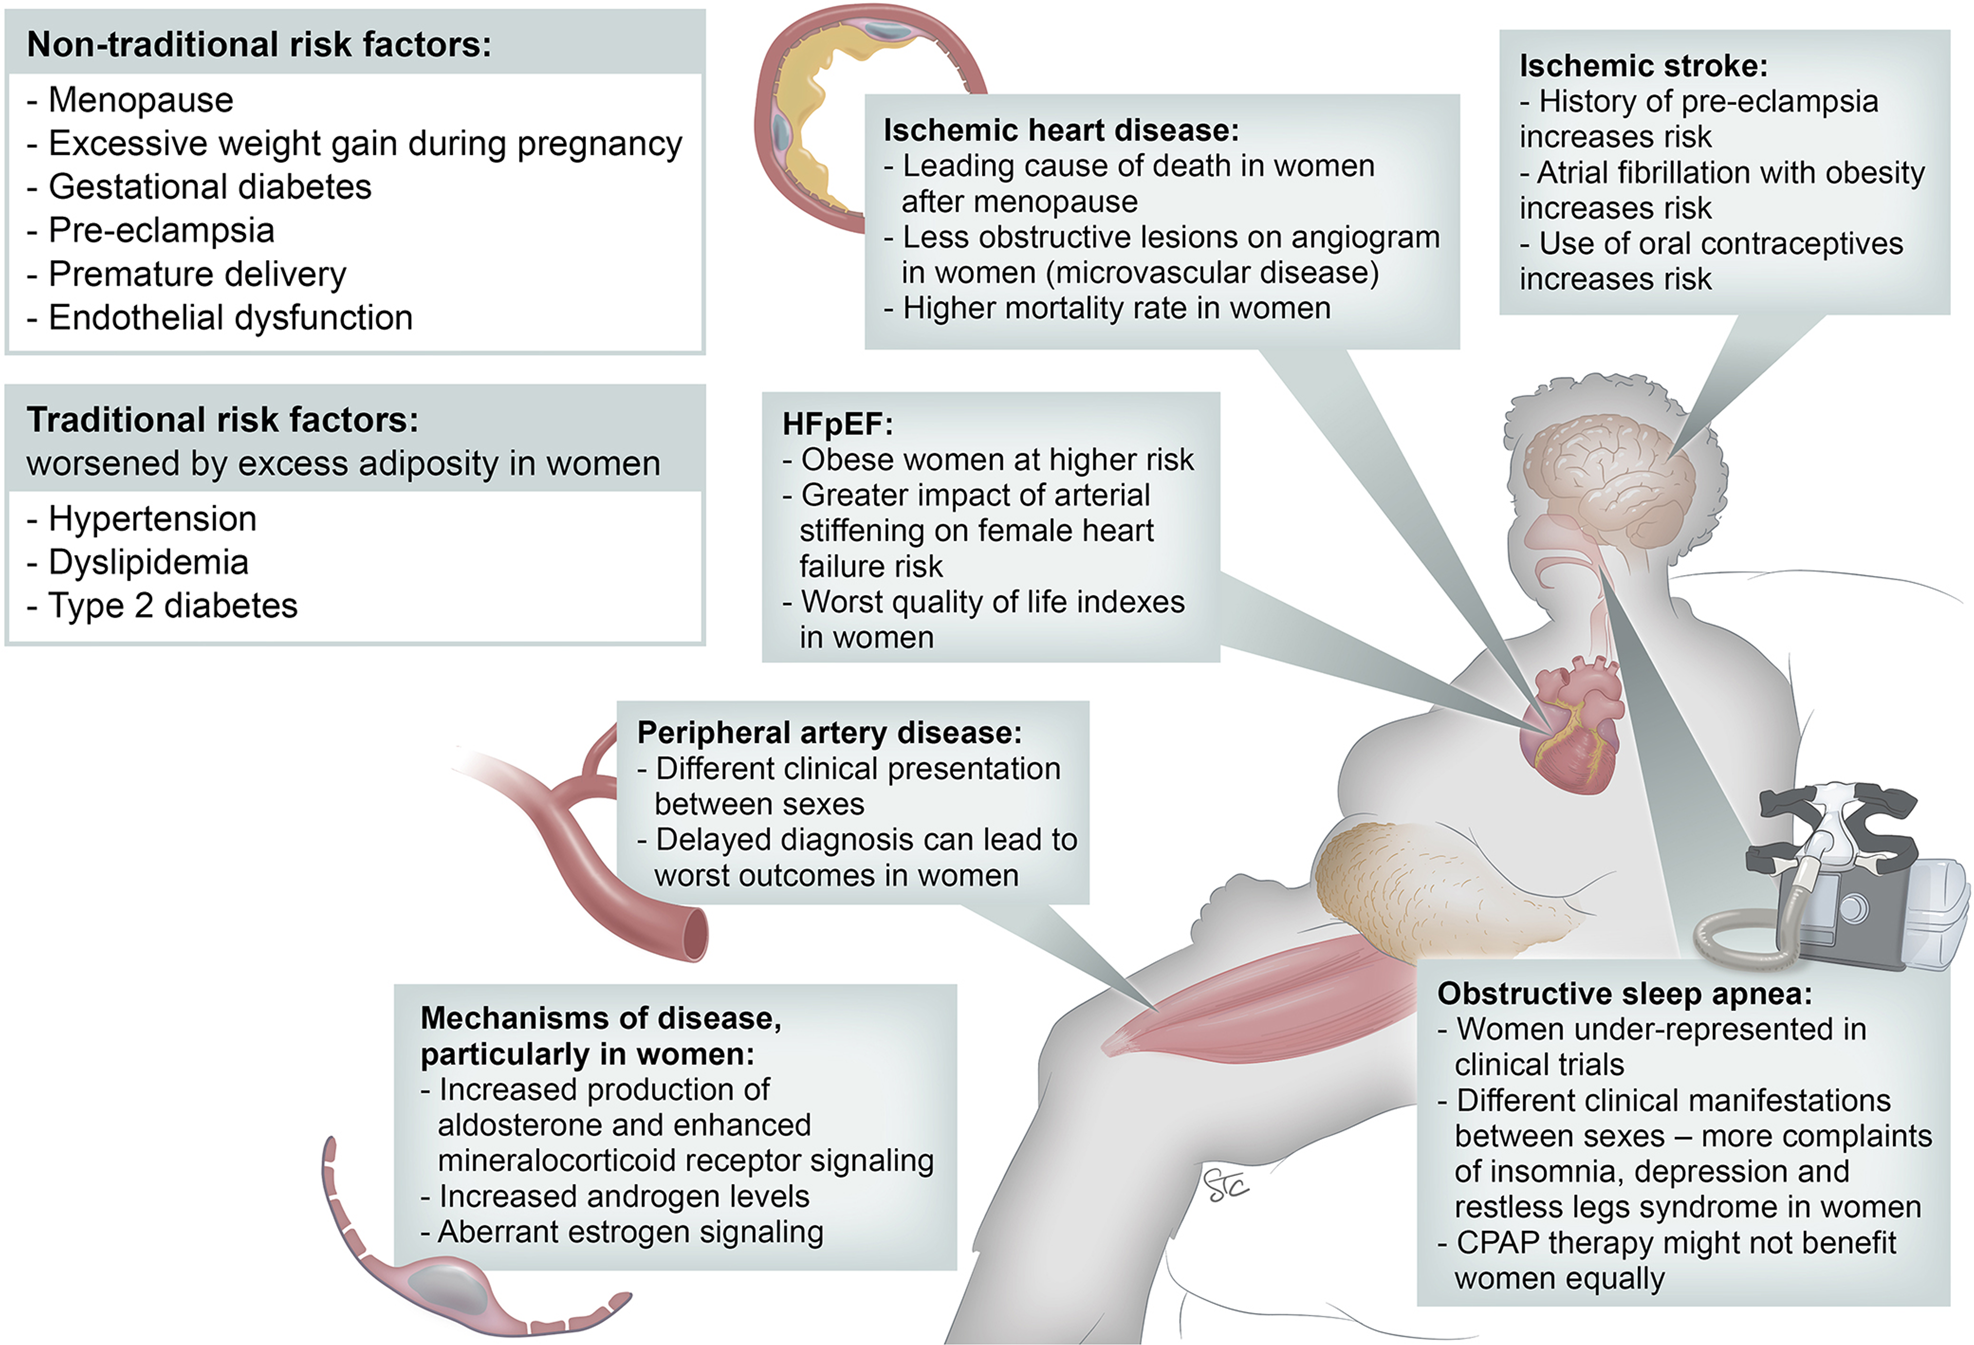 Non-traditional risk factors:
- Menopause
- Excessive weight gain during pregnancy
- Gestational diabetes
- Pre-eclampsia
- Premature delivery
- Endothelial dysfunction
Traditional risk factors:
worsened by excess adiposity in women
- Hypertension
- Dyslipidemia
- Type 2 diabetes
Ischemic heart disease:
- Leading cause of death in women
after menopause
- Less obstructive lesions on angiogram
in women (microvascular disease)
- Higher mortality rate in women
Ischemic stroke:
- History of pre-eclampsia
increases risk
- Atrial fibrillation with obesity
increases risk
- Use of oral contraceptives
increases risk
HFpEF:
- Obese women at higher risk
- Greater impact of arterial
stiffening on female heart
failure risk
- Worst quality of life indexes
in women
Peripheral artery disease:
- Different clinical presentation
between sexes
- Delayed diagnosis can lead to
worst outcomes in women
Mechanisms of disease,
particularly in women:
- Increased production of
aldosterone and enhanced
mineralocorticoid receptor signaling
- Increased androgen levels
- Aberrant estrogen signaling
Obstructive sleep apnea:
- Women under-represented in
clinical trials
- Different clinical manifestations
between sexes – more complaints
of insomnia, depression and
restless legs syndrome in women
- CPAP therapy might not benefit
women equally
STC